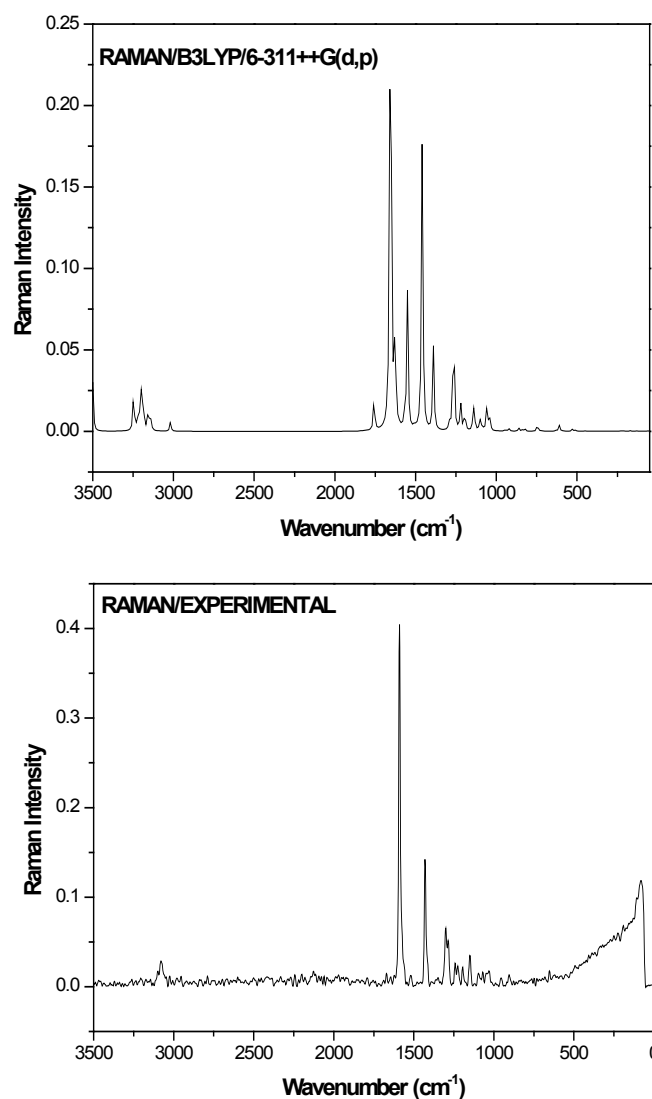 RAMAN/B3LYP/6-311++G(d,p)
0.25
0.20
0.15
0.10
0.05
0.00
Raman Intensity
3500 3000 2500 2000 1500 1000 500
Wavenumber (cm⁻¹)
RAMAN/EXPERIMENTAL
0.4
0.3
0.2
0.1
0.0
Raman Intensity
3500 3000 2500 2000 1500 1000 500 0
Wavenumber (cm⁻¹)